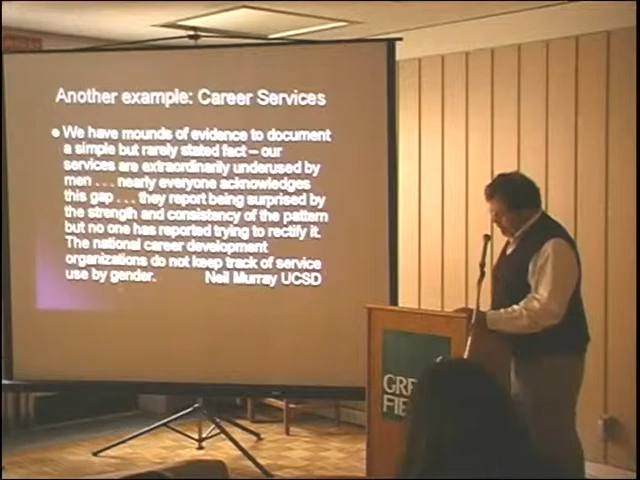 Another example: Career Services
We have mounds of evidence to document
a simple but rarely stated fact – our
services are extraordinarily underused by
men . . . nearly everyone acknowledges
this gap . . . they report being surprised by
the strength and consistency of the pattern
but no one has reported trying to rectify it.
The national career development
organizations do not keep track of service
use by gender. Neil Murray UCSD
GRE
FIE